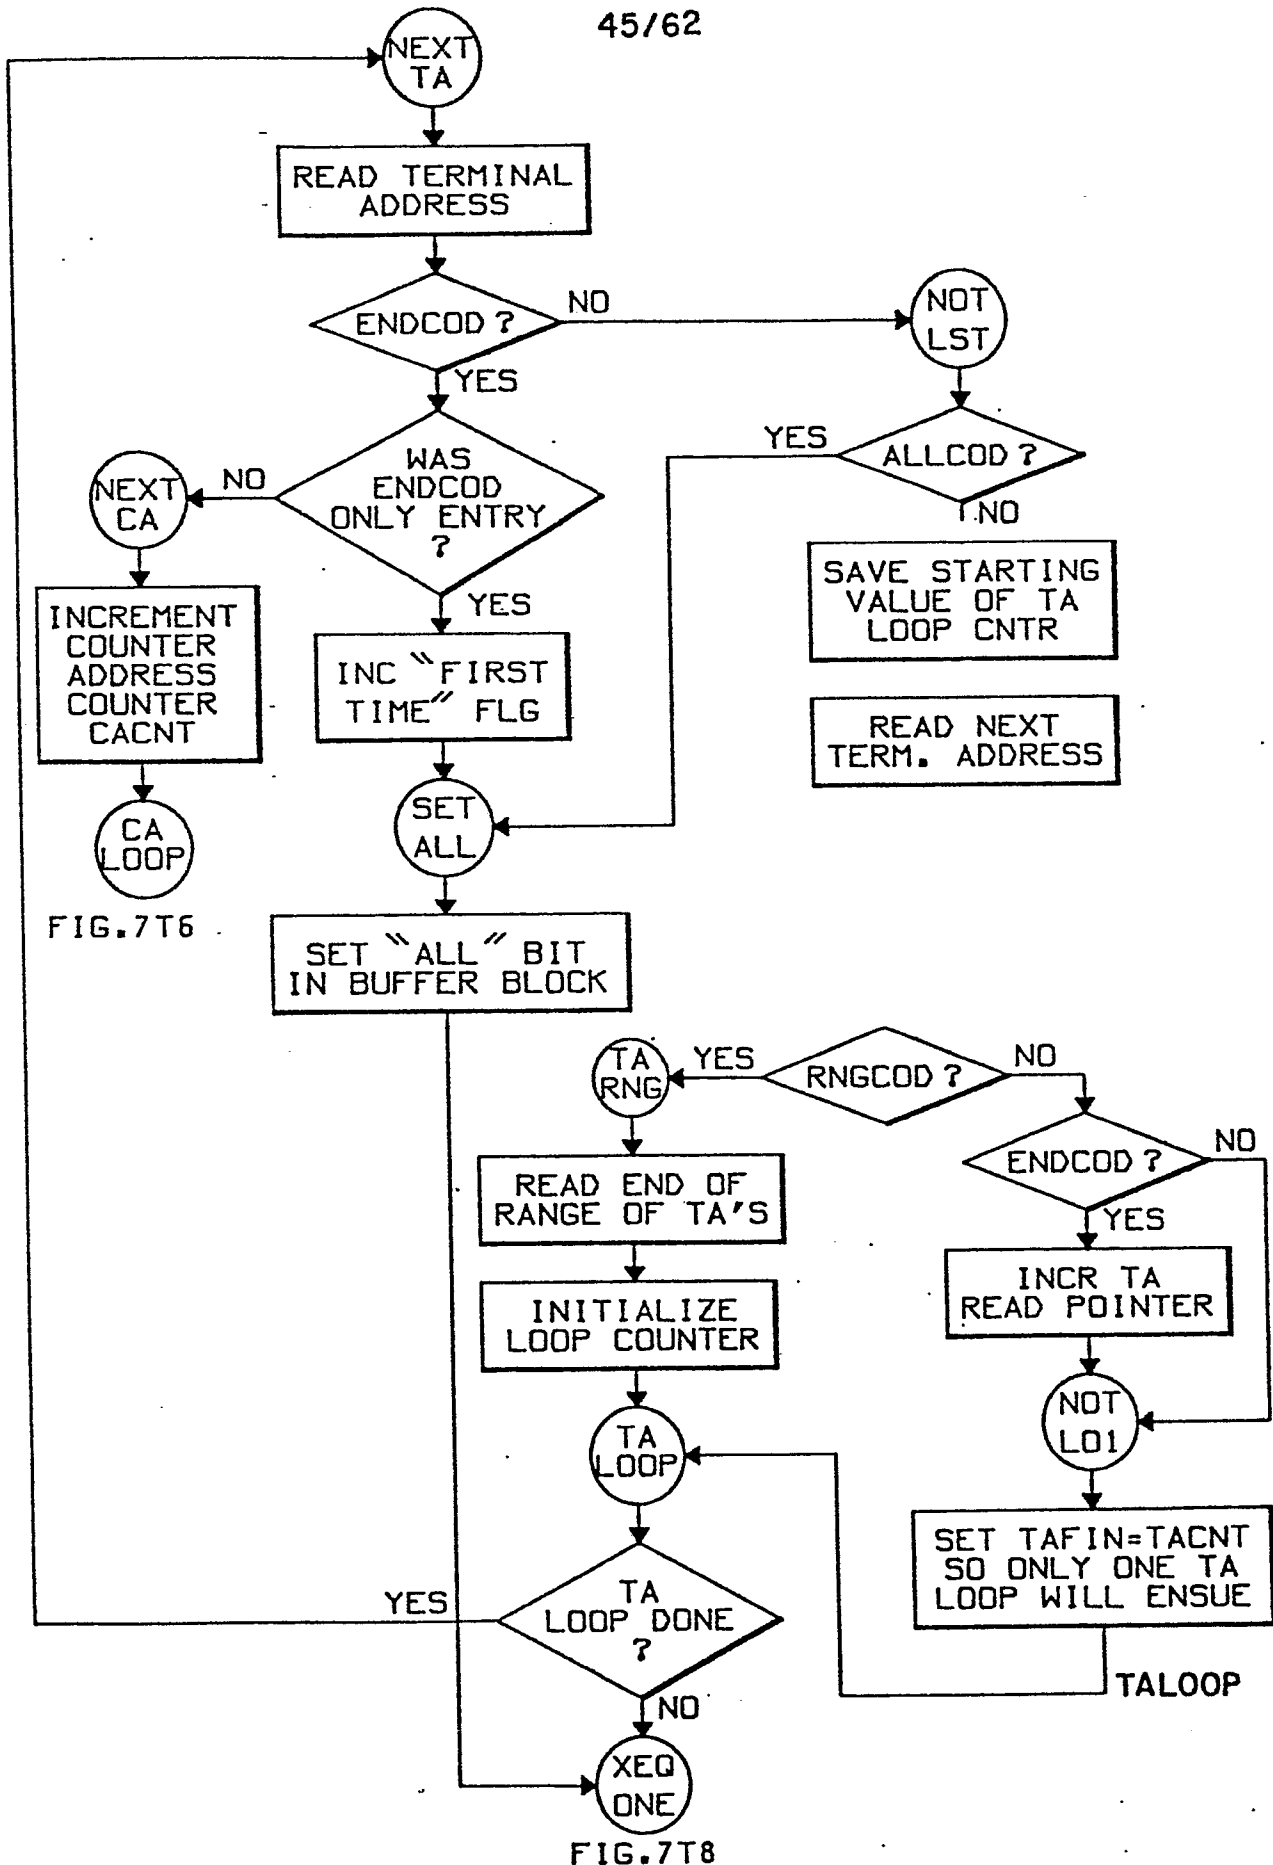 45/62
NEXT
TA
READ TERMINAL
ADDRESS
ENDCOD ?
NO
NOT
LST
YES
ALLCOD ?
YES
NO
WAS
ENDCOD
ONLY ENTRY
?
NO
NEXT
CA
YES
INCREMENT
COUNTER
ADDRESS
COUNTER
CACNT
INC "FIRST
TIME" FLG
SAVE STARTING
VALUE OF TA
LOOP CNTR
READ NEXT
TERM. ADDRESS
CA
LOOP
FIG.7T6
SET
ALL
SET "ALL" BIT
IN BUFFER BLOCK
TA
RNG
YES
RNGCOD ?
NO
ENDCOD ?
NO
YES
READ END OF
RANGE OF TA'S
INITIALIZE
LOOP COUNTER
INCR TA
READ POINTER
NOT
LO1
TA
LOOP
SET TAFIN=TACNT
SO ONLY ONE TA
LOOP WILL ENSUE
YES
TA
LOOP DONE
?
TALOOP
NO
XEQ
ONE
FIG.7T8